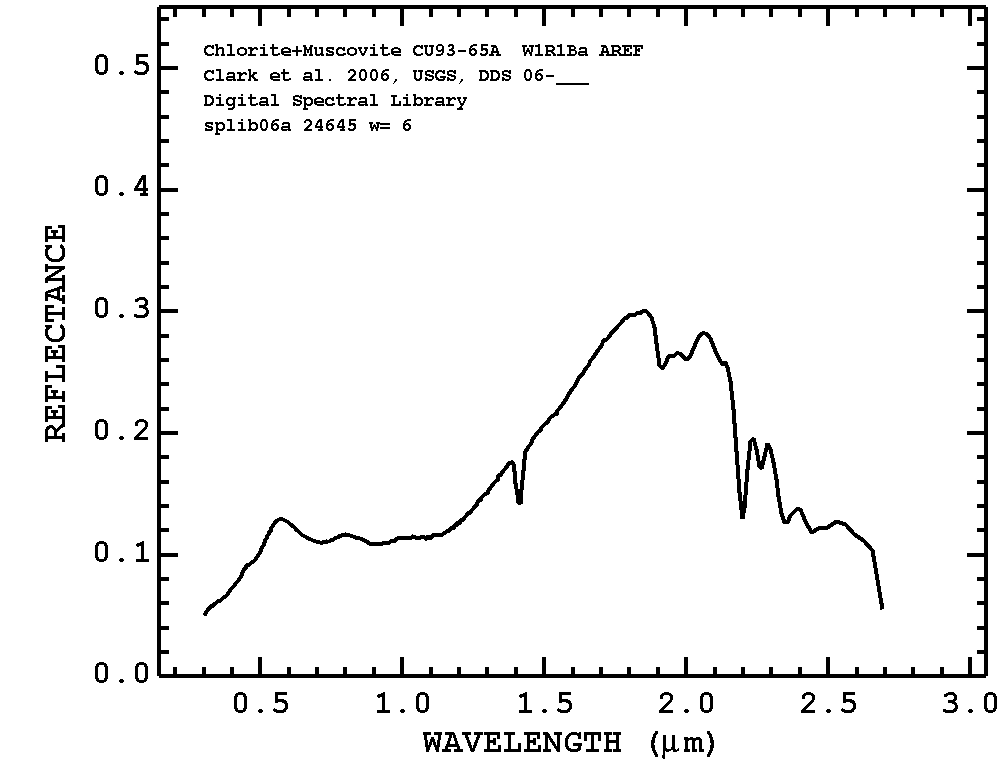 Chlorite+Muscovite CU93-65A W1R1Ba AREF
Clark et al. 2006, USGS, DDS 06-___
Digital Spectral Library
splib06a 24645 w= 6
0.5
0.4
0.3
0.2
0.1
0.0
REFLECTANCE
0.5 1.0 1.5 2.0 2.5 3.0
WAVELENGTH (μm)